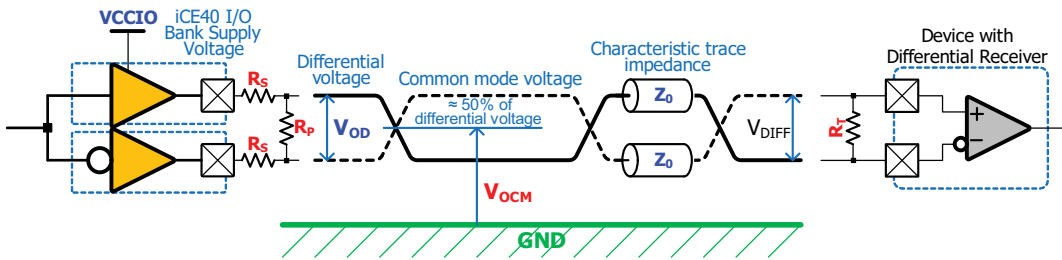 VCCIO
iCE40 I/O
Bank Supply
Voltage
RS
RS
RP
Differential
voltage
VOD
Common mode voltage
≈ 50% of
differential voltage
VOCM
GND
Characteristic trace
impedance
Z0
Z0
VDIFF
RT
Device with
Differential Receiver
+
−